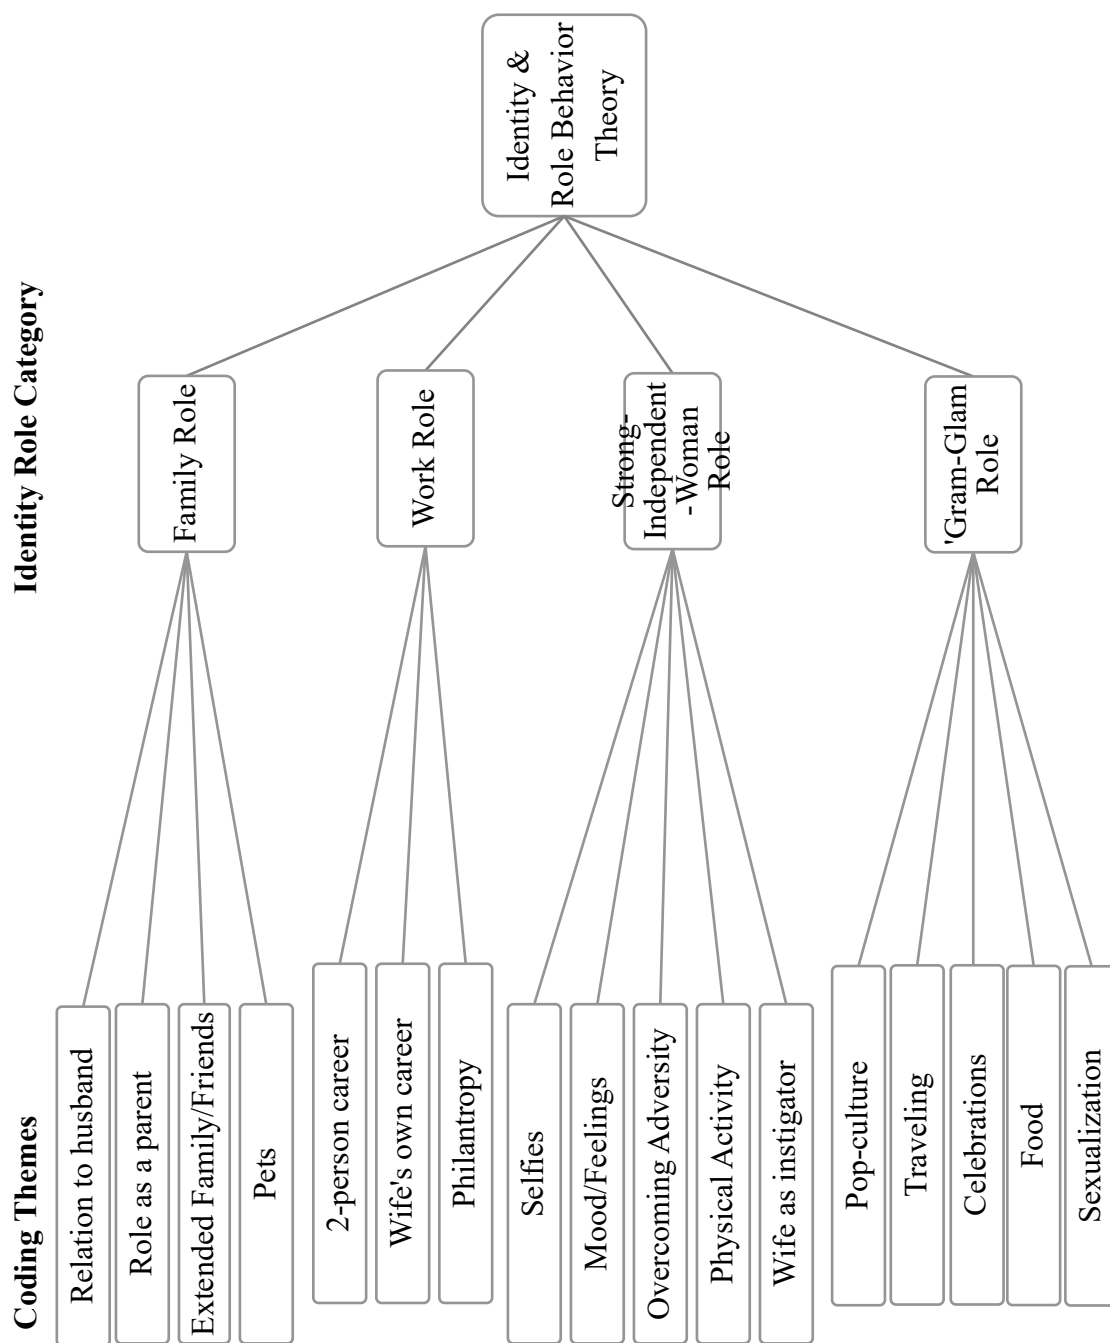 Coding Themes
Identity Role Category
Relation to husband
Role as a parent
Extended Family/Friends
Pets
2-person career
Wife's own career
Philantropy
Selfies
Mood/Feelings
Overcoming Adversity
Physical Activity
Wife as instigator
Pop-culture
Traveling
Celebrations
Food
Sexualization
Family Role
Work Role
Strong-
Independent
-Woman
Role
'Gram-Glam
Role
Identity &
Role Behavior
Theory